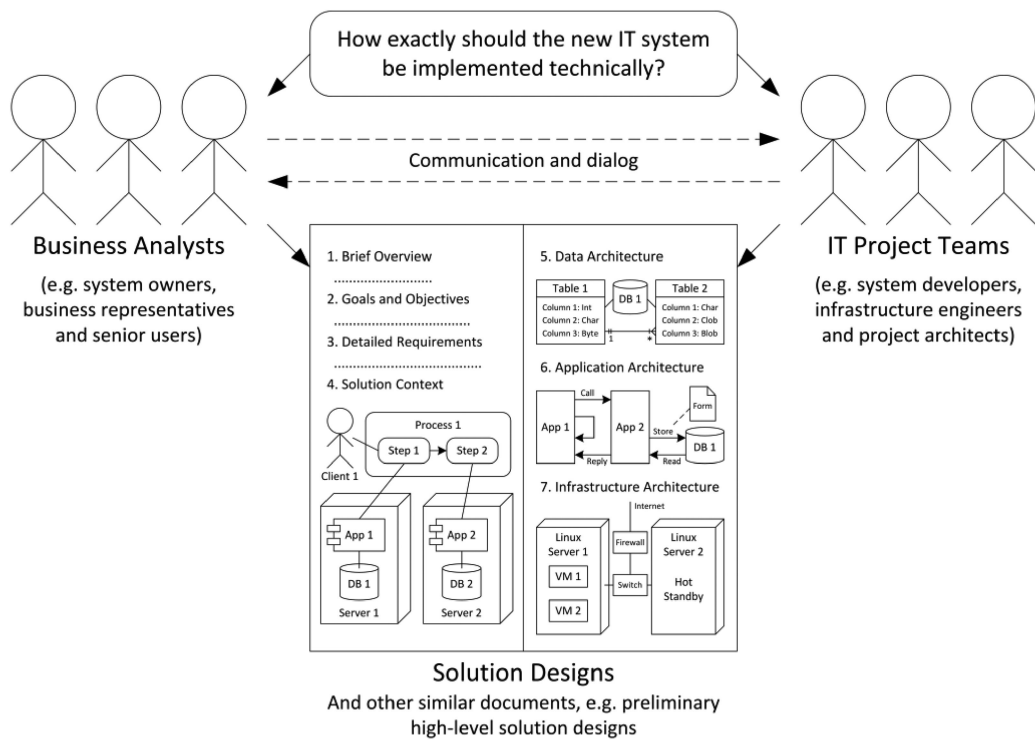 How exactly should the new IT system
be implemented technically?
Communication and dialog
Business Analysts
(e.g. system owners,
business representatives
and senior users)
IT Project Teams
(e.g. system developers,
infrastructure engineers
and project architects)
1. Brief Overview
2. Goals and Objectives
3. Detailed Requirements
4. Solution Context
Process 1
Step 1
Step 2
Client 1
App 1
App 2
DB 1
DB 2
Server 1
Server 2
5. Data Architecture
Table 1
Column 1: Int
Column 2: Char
Column 3: Byte
DB 1
Table 2
Column 1: Char
Column 2: Clob
Column 3: Blob
1
*
6. Application Architecture
Call
Form
App 1
App 2
Store
DB 1
Reply
Read
7. Infrastructure Architecture
Internet
Linux
Server 1
Firewall
Linux
Server 2
VM 1
Switch
Hot
Standby
VM 2
Solution Designs
And other similar documents, e.g. preliminary
high-level solution designs